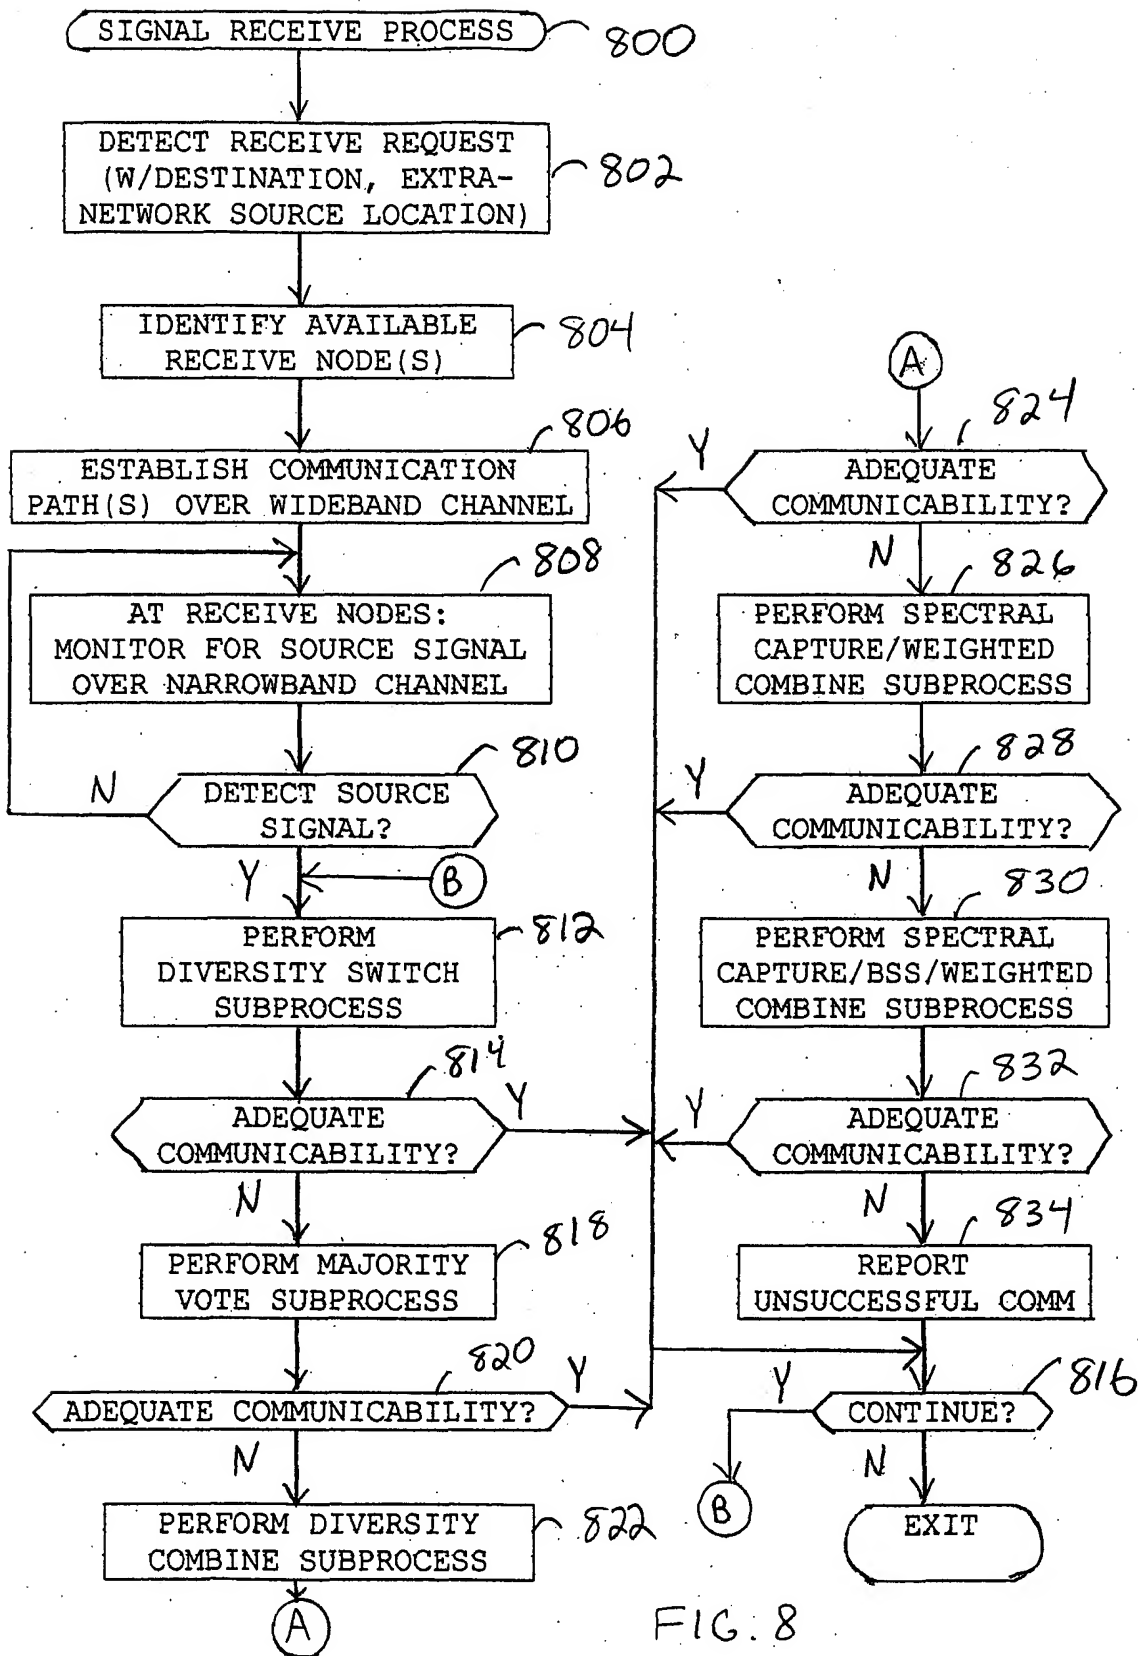 SIGNAL RECEIVE PROCESS
800
DETECT RECEIVE REQUEST
(W/DESTINATION, EXTRA-
NETWORK SOURCE LOCATION)
802
IDENTIFY AVAILABLE
RECEIVE NODE(S)
804
806
ESTABLISH COMMUNICATION
PATH(S) OVER WIDEBAND CHANNEL
808
AT RECEIVE NODES:
MONITOR FOR SOURCE SIGNAL
OVER NARROWBAND CHANNEL
810
N
DETECT SOURCE
SIGNAL?
Y
B
812
PERFORM
DIVERSITY SWITCH
SUBPROCESS
814
ADEQUATE
COMMUNICABILITY?
Y
N
818
PERFORM MAJORITY
VOTE SUBPROCESS
820
ADEQUATE COMMUNICABILITY?
Y
N
PERFORM DIVERSITY
COMBINE SUBPROCESS
822
A
A
824
Y
ADEQUATE
COMMUNICABILITY?
N
826
PERFORM SPECTRAL
CAPTURE/WEIGHTED
COMBINE SUBPROCESS
828
Y
ADEQUATE
COMMUNICABILITY?
N
830
PERFORM SPECTRAL
CAPTURE/BSS/WEIGHTED
COMBINE SUBPROCESS
832
Y
ADEQUATE
COMMUNICABILITY?
N
834
REPORT
UNSUCCESSFUL COMM
816
Y
CONTINUE?
N
B
EXIT
FIG. 8